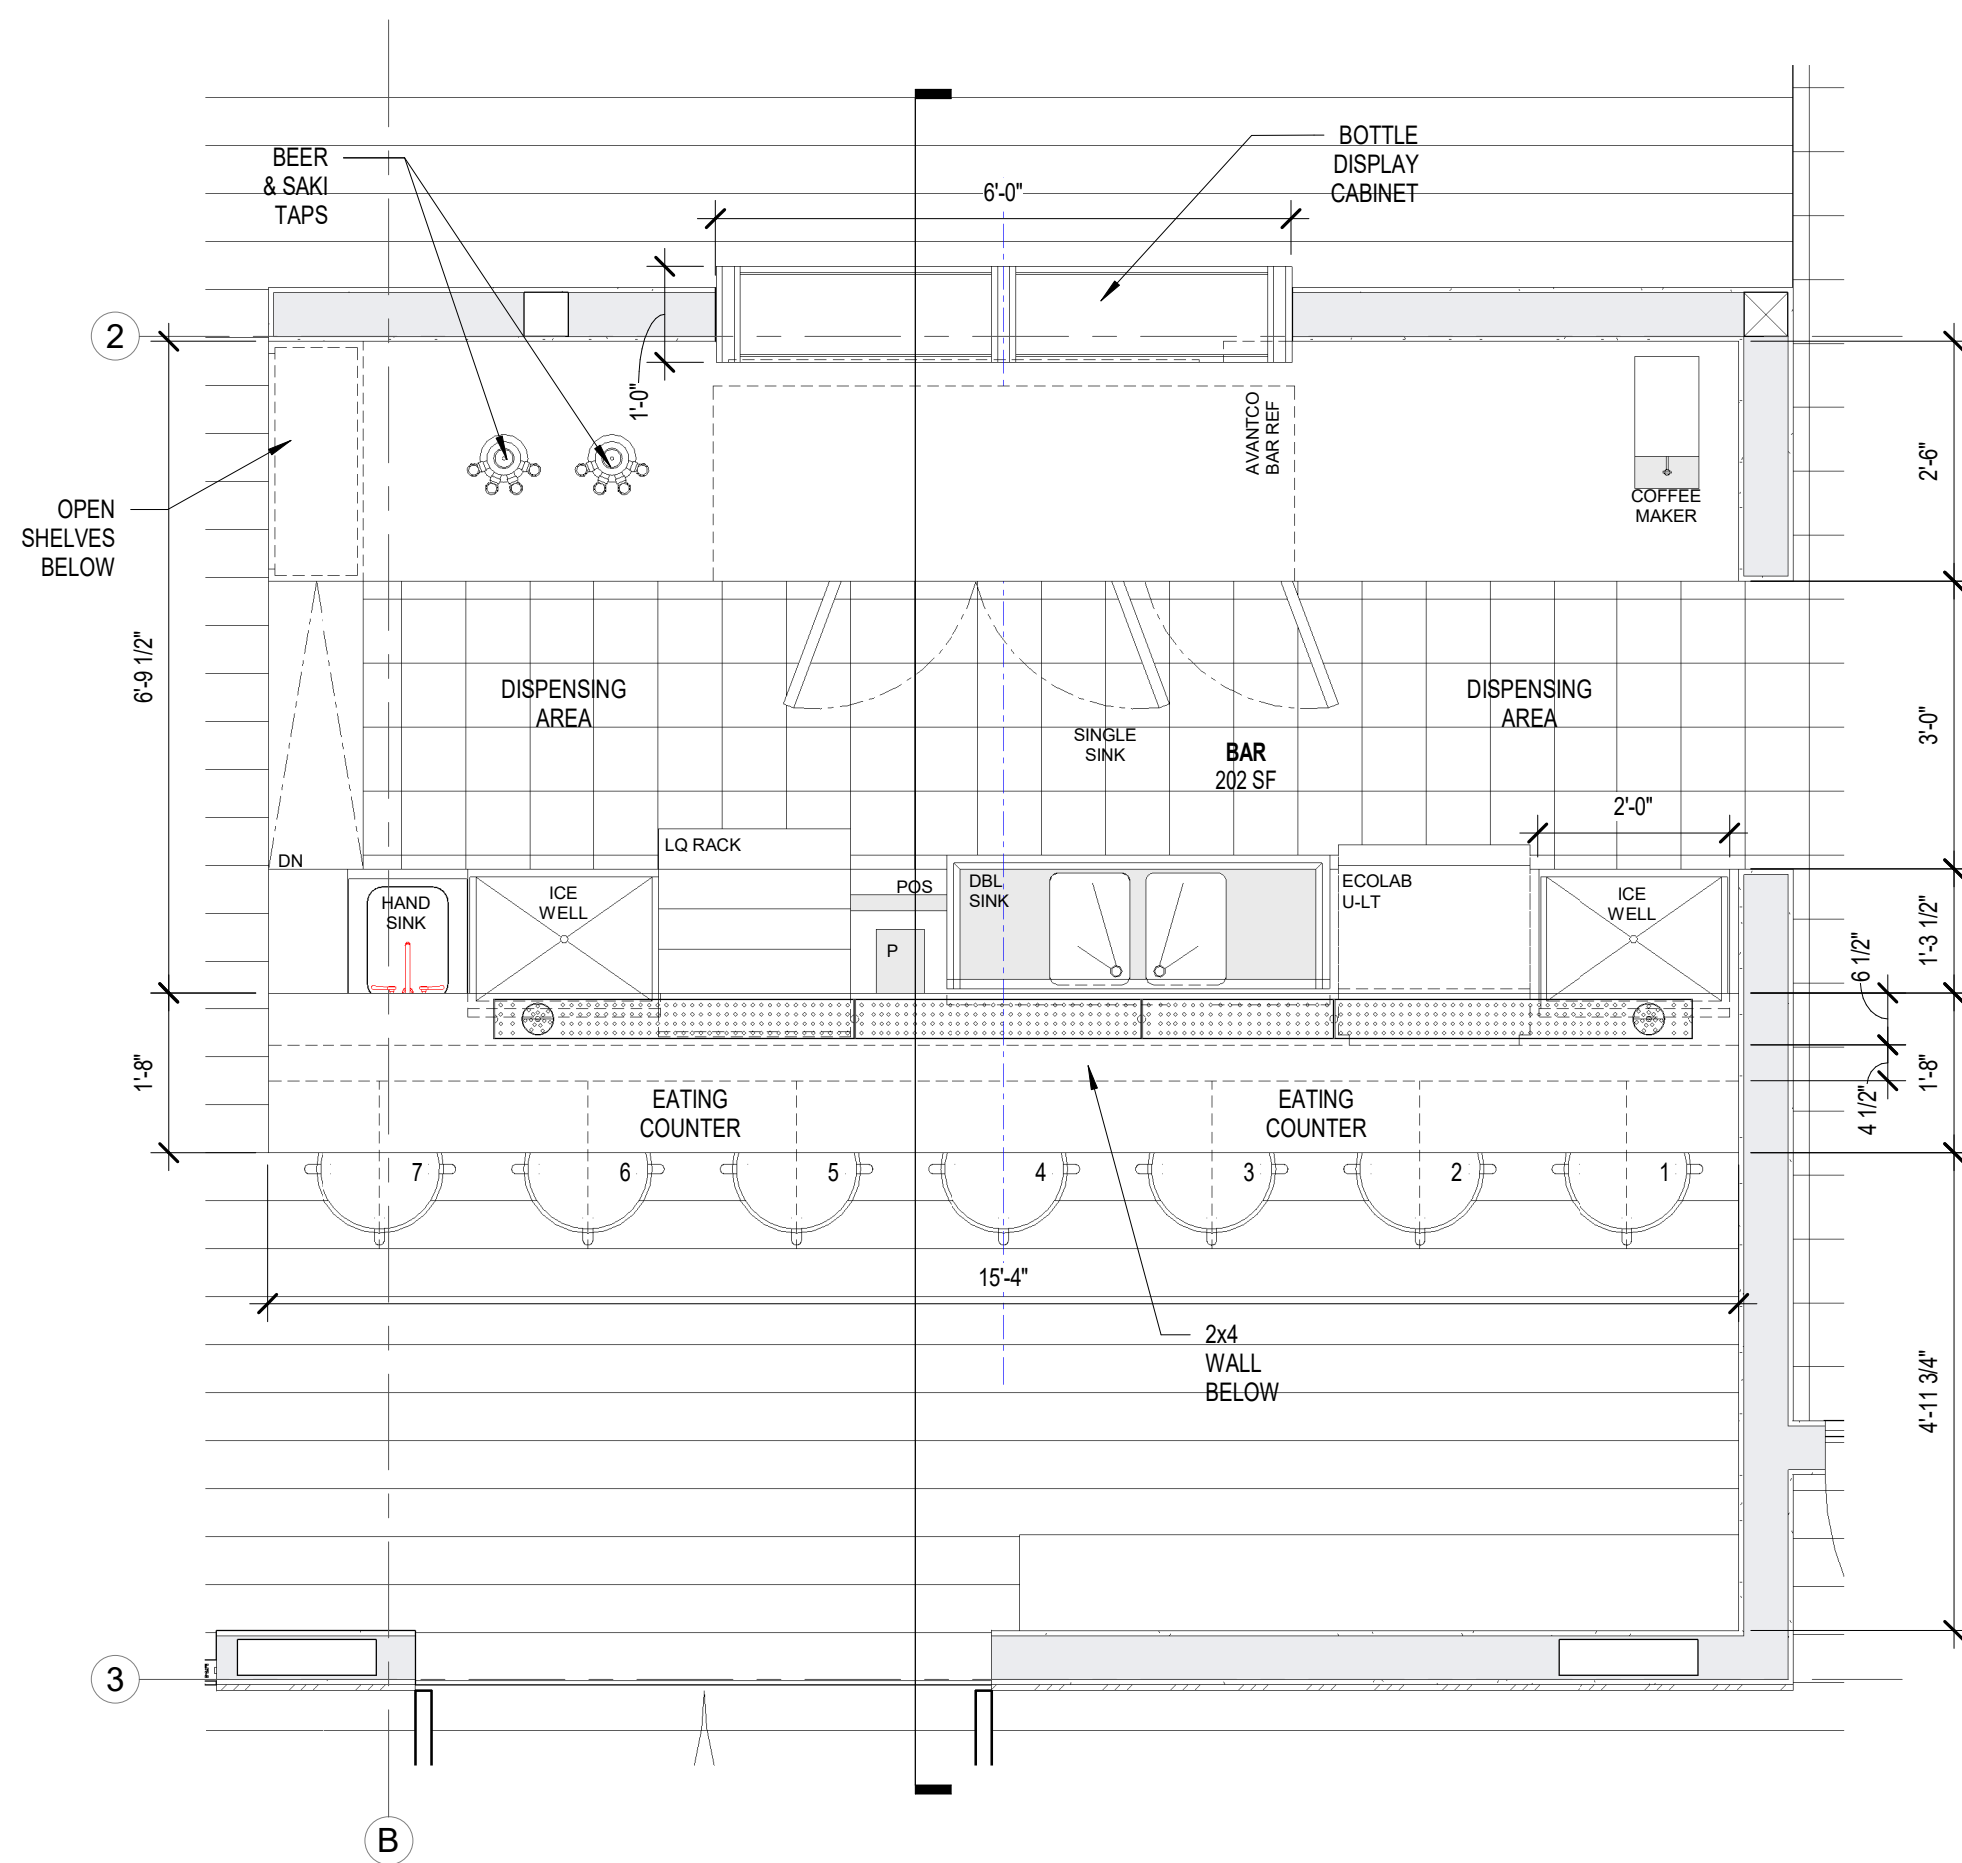 BEER
& SAKI
TAPS
BOTTLE
DISPLAY
CABINET
6'-0"
2
1'-0"
AVANTCO
BAR REF
COFFEE
MAKER
2'-6"
OPEN
SHELVES
BELOW
6'-9 1/2"
DISPENSING
AREA
DISPENSING
AREA
SINGLE
SINK
BAR
202 SF
3'-0"
2'-0"
DN
LQ RACK
HAND
SINK
ICE
WELL
POS
P
DBL
SINK
ECOLAB
U-LT
ICE
WELL
1'-3 1/2"
6 1/2"
1'-8"
EATING
COUNTER
EATING
COUNTER
4 1/2"
1'-8"
7
6
5
4
3
2
1
15'-4"
2x4
WALL
BELOW
4'-11 3/4"
3
B